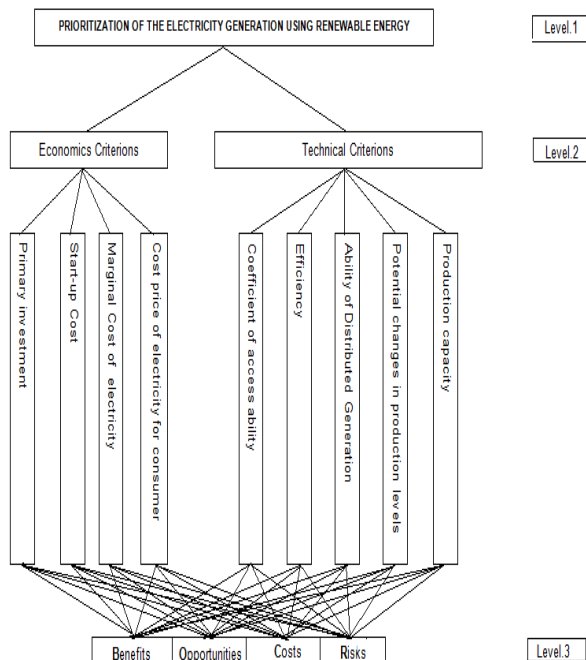 PRIORITIZATION OF THE ELECTRICITY GENERATION USING RENEWABLE ENERGY
Level.1
Economics Criterions
Technical Criterions
Level.2
Primary investment
Start-up Cost
Marginal Cost of electricity
Cost price of electricity for consumer
Coefficient of access ability
Efficiency
Ability of Distributed Generation
Potential changes in production levels
Production capacity
Benefits
Opportunities
Costs
Risks
Level.3